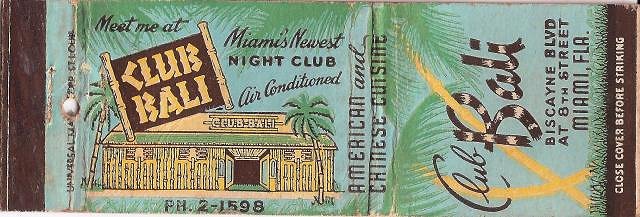 Meet me at
CLUB
BALI
Miami's Newest
NIGHT CLUB
Air Conditioned
CLUB-BALI
PH. 2-1598
AMERICAN and
CHINESE CUISINE
Club
Bali
BISCAYNE BLVD
AT 8TH STREET
MIAMI, FLA.
CLOSE COVER BEFORE STRIKING